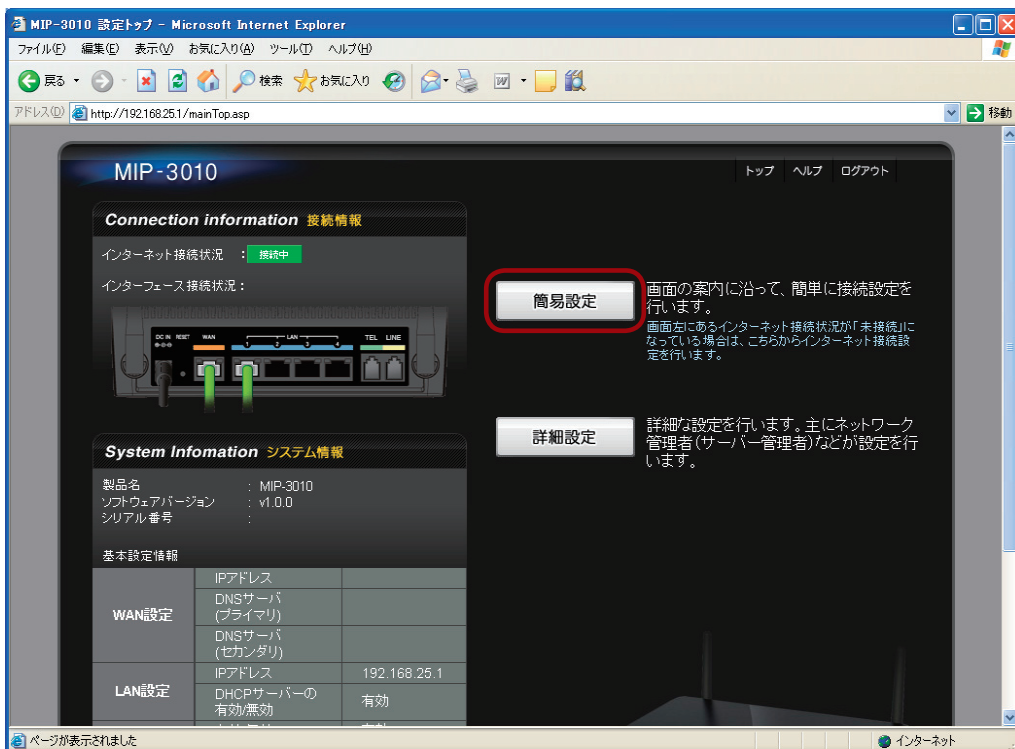 MIP-3010 設定トップ - Microsoft Internet Explorer
ファイル(F) 編集(E) 表示(V) お気に入り(A) ツール(T) ヘルプ(H)
戻る 検索 お気に入り
アドレス(D) http://192.168.25.1/mainTop.asp 移動
MIP-3010
トップ ヘルプ ログアウト
Connection information 接続情報
インターネット接続状況 : 接続中
インターフェース接続状況:
DC IN RESET WAN LAN TEL LINE
1 2 3 4
簡易設定
画面の案内に沿って、簡単に接続設定を
行います。
画面左にあるインターネット接続状況が「未接続」に
なっている場合は、こちらからインターネット接続設
定を行います。
詳細設定
詳細な設定を行います。主にネットワーク
管理者(サーバー管理者)などが設定を行
います。
System Infomation システム情報
製品名 : MIP-3010
ソフトウェアバージョン : v1.0.0
シリアル番号 :
基本設定情報
WAN設定
IPアドレス
DNSサーバ
(プライマリ)
DNSサーバ
(セカンダリ)
LAN設定
IPアドレス 192.168.25.1
DHCPサーバーの
有効/無効 有効
ページが表示されました インターネット